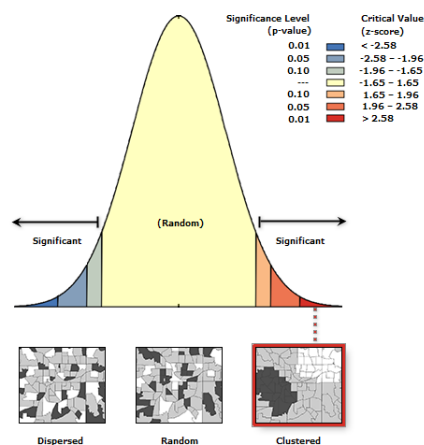 Significance Level Critical Value
(p-value) (z-score)
0.01 < -2.58
0.05 -2.58 – -1.96
0.10 -1.96 – -1.65
--- -1.65 – 1.65
0.10 1.65 – 1.96
0.05 1.96 – 2.58
0.01 > 2.58
(Random)
Significant Significant
Dispersed Random Clustered